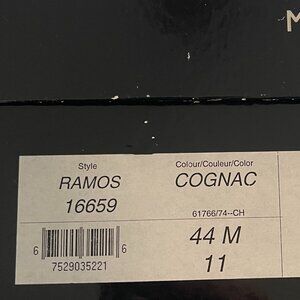 M
Style
RAMOS
16659
Colour/Couleur/Color
COGNAC
61766/74--CH
44 M
11
6 7529035221 6